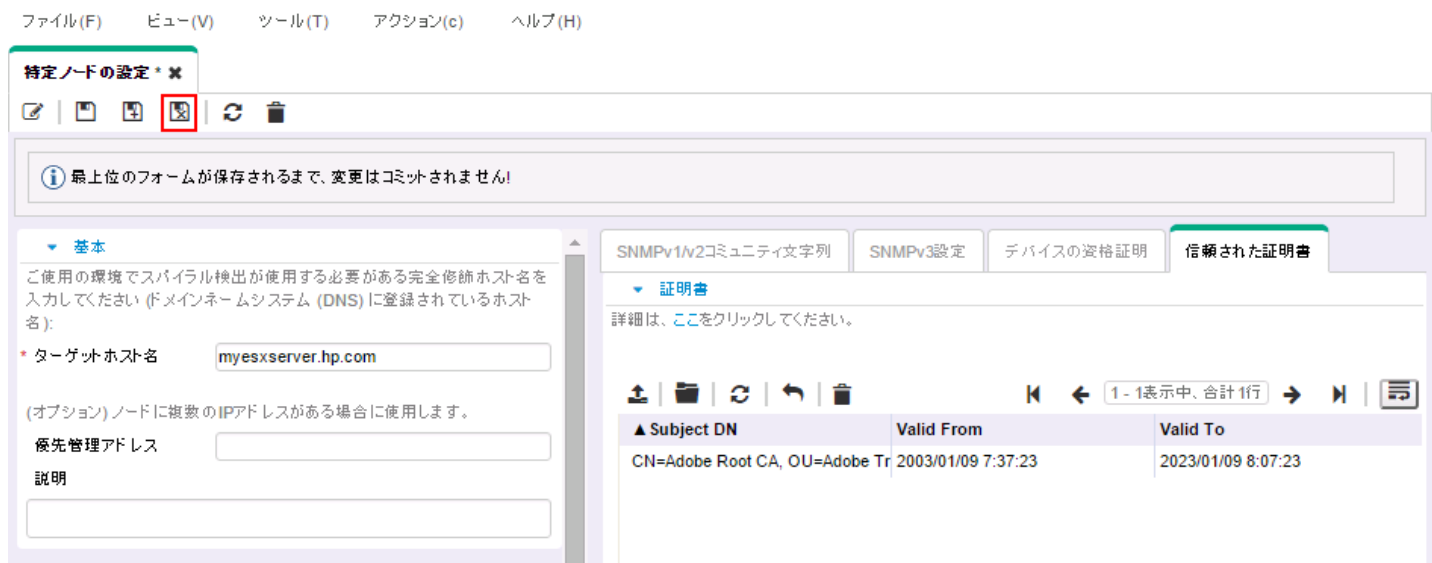 ファイル(F) ビュー(V) ツール(T) アクション(c) ヘルプ(H)
特定ノードの設定 * ✖
最上位のフォームが保存されるまで、変更はコミットされません!
▼ 基本
ご使用の環境でスパイラル検出が使用する必要がある完全修飾ホスト名を
入力してください (ドメインネームシステム (DNS) に登録されているホスト
名):
* ターゲットホスト名 myesxserver.hp.com
(オプション) ノードに複数のIPアドレスがある場合に使用します。
優先管理アドレス
説明
SNMPv1/v2コミュニティ文字列 SNMPv3設定 デバイスの資格証明 信頼された証明書
▼ 証明書
詳細は、ここをクリックしてください。
1 - 1表示中、合計 1行
▲ Subject DN Valid From Valid To
CN=Adobe Root CA, OU=Adobe Tr 2003/01/09 7:37:23 2023/01/09 8:07:23